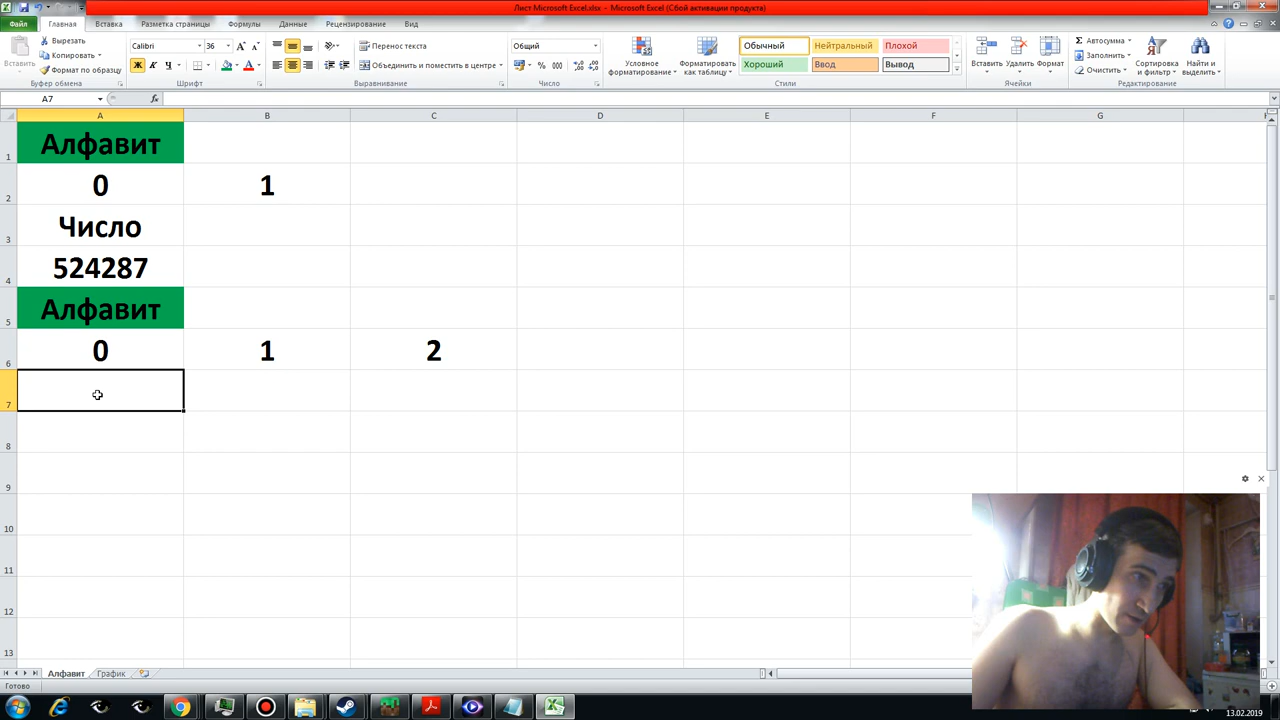 Лист Microsoft Excel.xlsx - Microsoft Excel (Сбой активации продукта)
Файл Главная Вставка Разметка страницы Формулы Данные Рецензирование Вид
Вставить
Вырезать
Копировать
Формат по образцу
Буфер обмена
Calibri 36
Ж К Ч
Шрифт
Перенос текста
Объединить и поместить в центре
Выравнивание
Общий
% 000
Число
Условное форматирование
Форматировать как таблицу
Обычный Нейтральный Плохой
Хороший Ввод Вывод
Стили
Вставить Удалить Формат
Ячейки
Автосумма
Заполнить
Очистить
Сортировка и фильтр
Найти и выделить
Редактирование
A7 fx
A B C D E F G
1 Алфавит
2 0 1
3 Число
4 524287
5 Алфавит
6 0 1 2
7
8
9
10
11
12
13
Алфавит График
Готово
13.02.2019